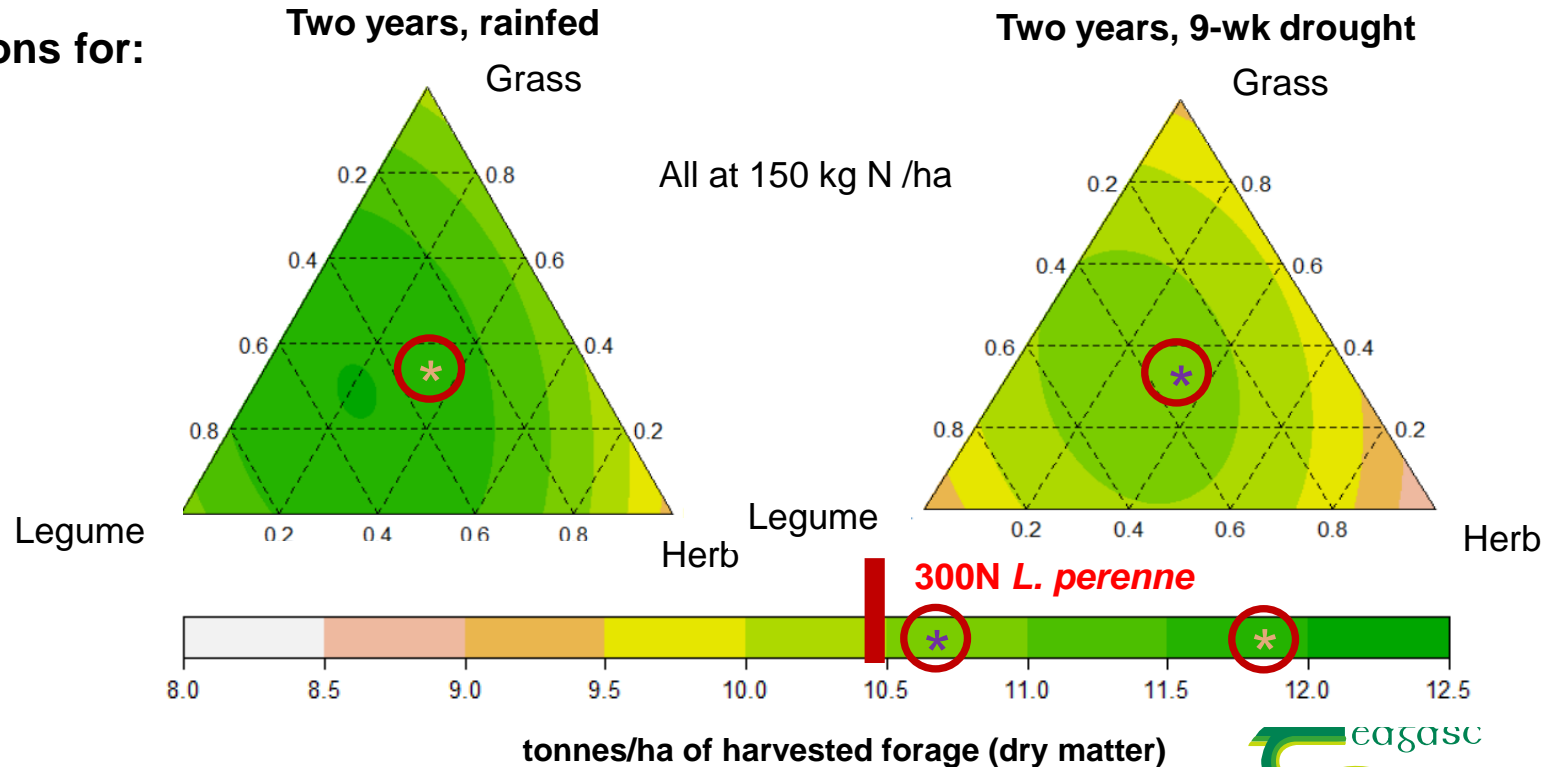 ons for:
Two years, rainfed
Two years, 9-wk drought
Grass
Grass
All at 150 kg N /ha
0.2
0.8
0.2
0.8
0.4
0.6
0.4
0.6
0.6
0.4
0.6
0.4
0.8
0.2
0.8
0.2
Legume
0.2
0.4
0.6
0.8
Herb
Legume
0.2
0.4
0.6
0.8
Herb
300N L. perenne
*
*
8.0 8.5 9.0 9.5 10.0 10.5 11.0 11.5 12.0 12.5
tonnes/ha of harvested forage (dry matter)
eagasc